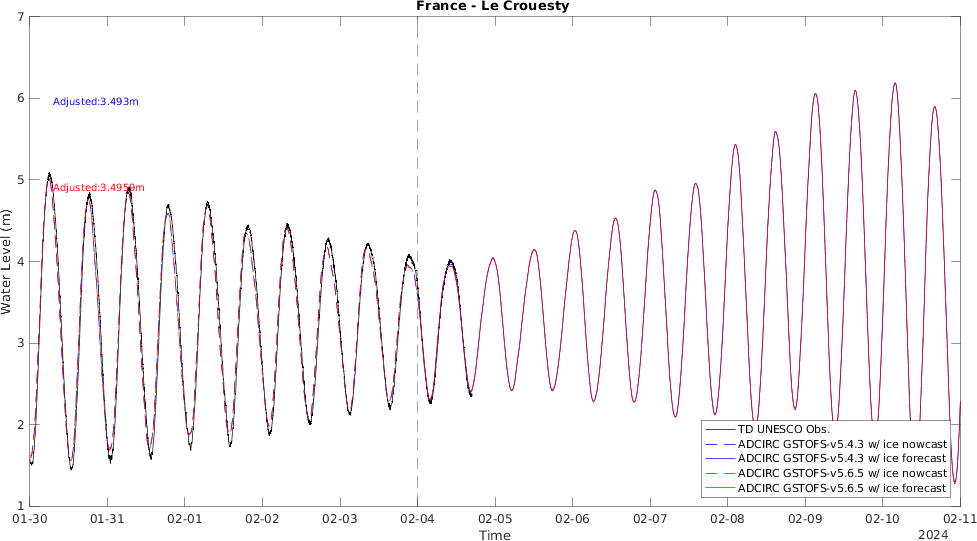 France - Le Crouesty
7
6
5
4
3
2
1
Water Level (m)
Adjusted:3.493m
Adjusted:3.4959m
TD UNESCO Obs.
ADCIRC GSTOFS-v5.4.3 w/ ice nowcast
ADCIRC GSTOFS-v5.4.3 w/ ice forecast
ADCIRC GSTOFS-v5.6.5 w/ ice nowcast
ADCIRC GSTOFS-v5.6.5 w/ ice forecast
01-30 01-31 02-01 02-02 02-03 02-04 02-05 02-06 02-07 02-08 02-09 02-10 02-11
Time
2024